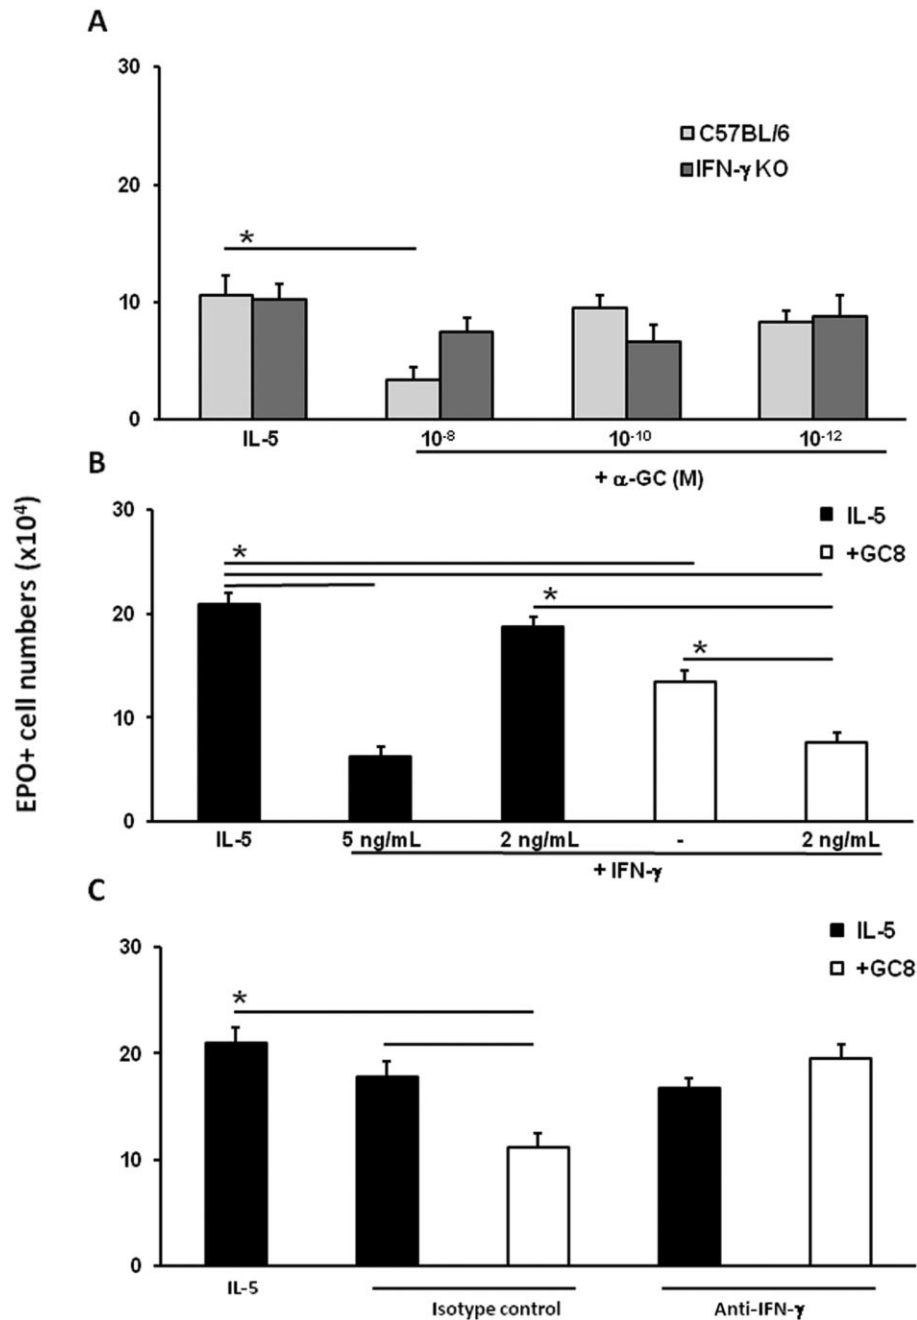 A
30
C57BL/6
IFN-γ KO
20
*
10
0
IL-5 10⁻⁸ 10⁻¹⁰ 10⁻¹²
+ α-GC (M)
B
EPO+ cell numbers (x10⁴)
30
IL-5
+GC8
*
20
*
*
10
0
IL-5 5 ng/mL 2 ng/mL - 2 ng/mL
+ IFN-γ
C
30
IL-5
+GC8
*
20
10
0
IL-5
Isotype control Anti-IFN-γ